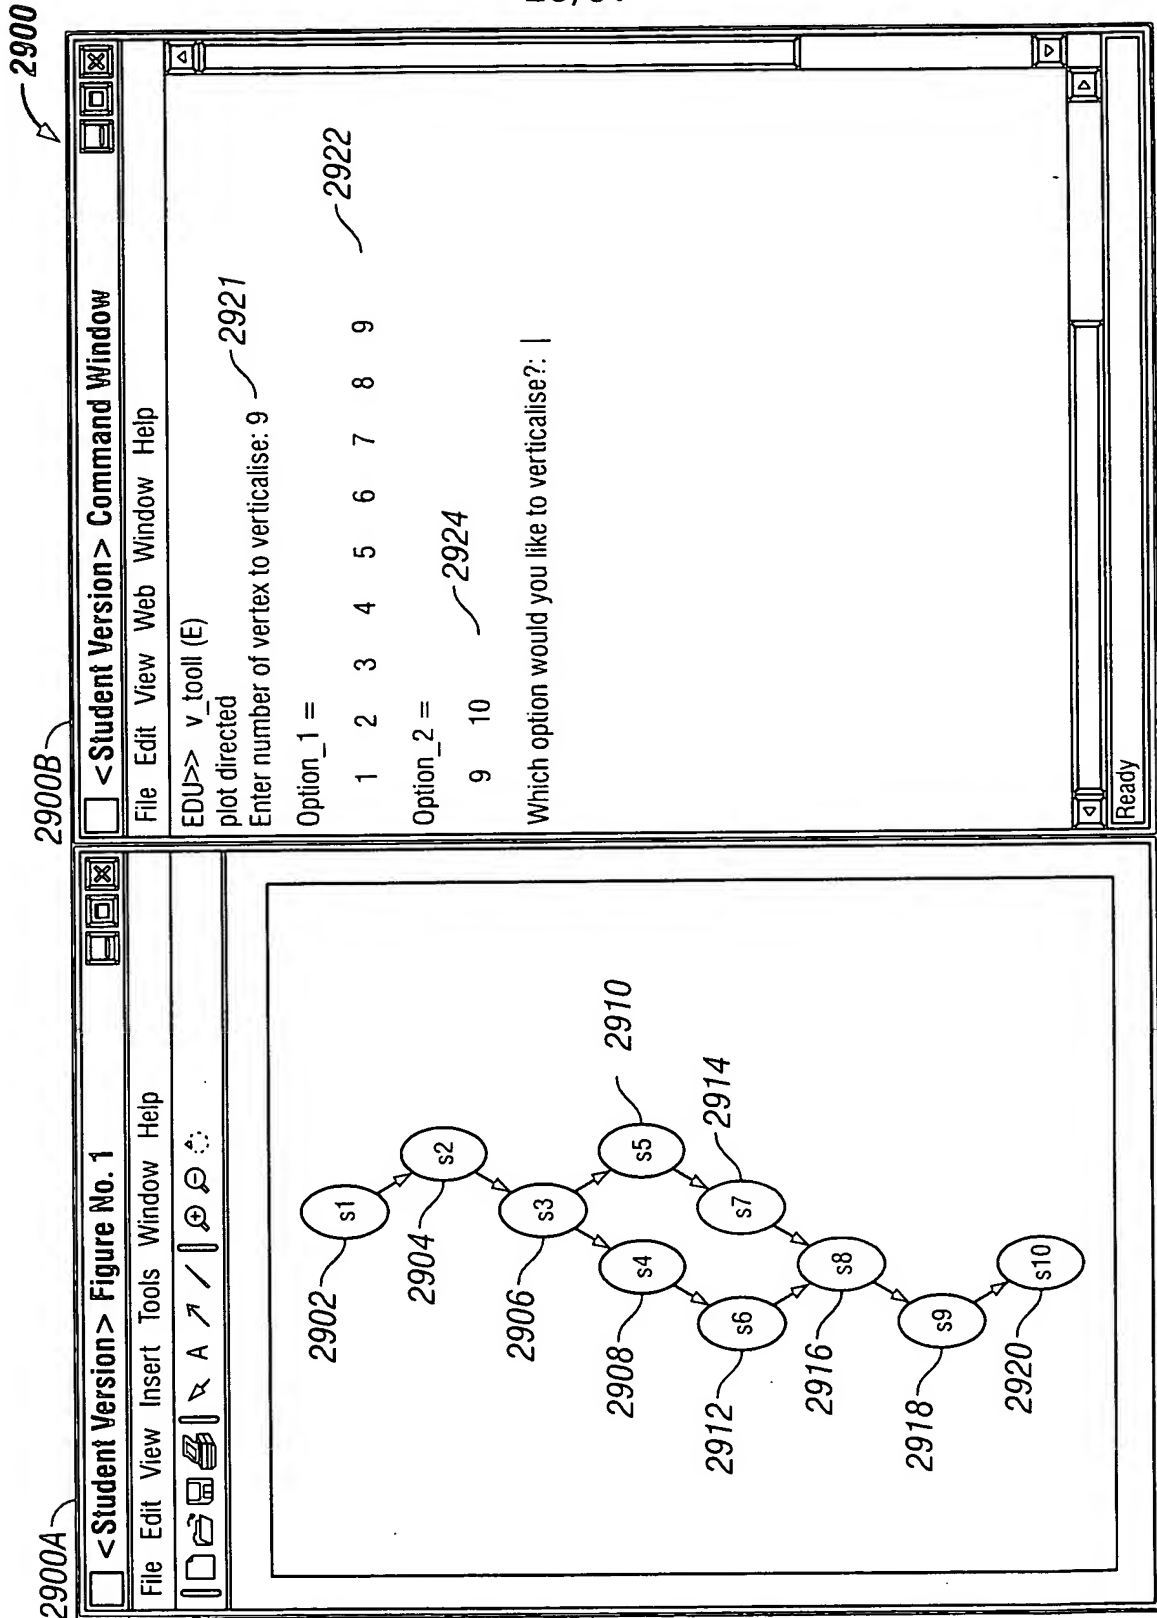 2900
2900A
<Student Version> Figure No. 1
File Edit View Insert Tools Window Help
A
s1
s2
s3
s4
s5
s6
s7
s8
s9
s10
2902
2904
2906
2908
2910
2912
2914
2916
2918
2920
2900B
<Student Version> Command Window
File Edit View Web Window Help
EDU>> v_tooll (E)
plot directed
Enter number of vertex to verticalise: 9
2921
Option_1 =
1 2 3 4 5 6 7 8 9
2922
Option_2 =
9 10
2924
Which option would you like to verticalise?: |
Ready